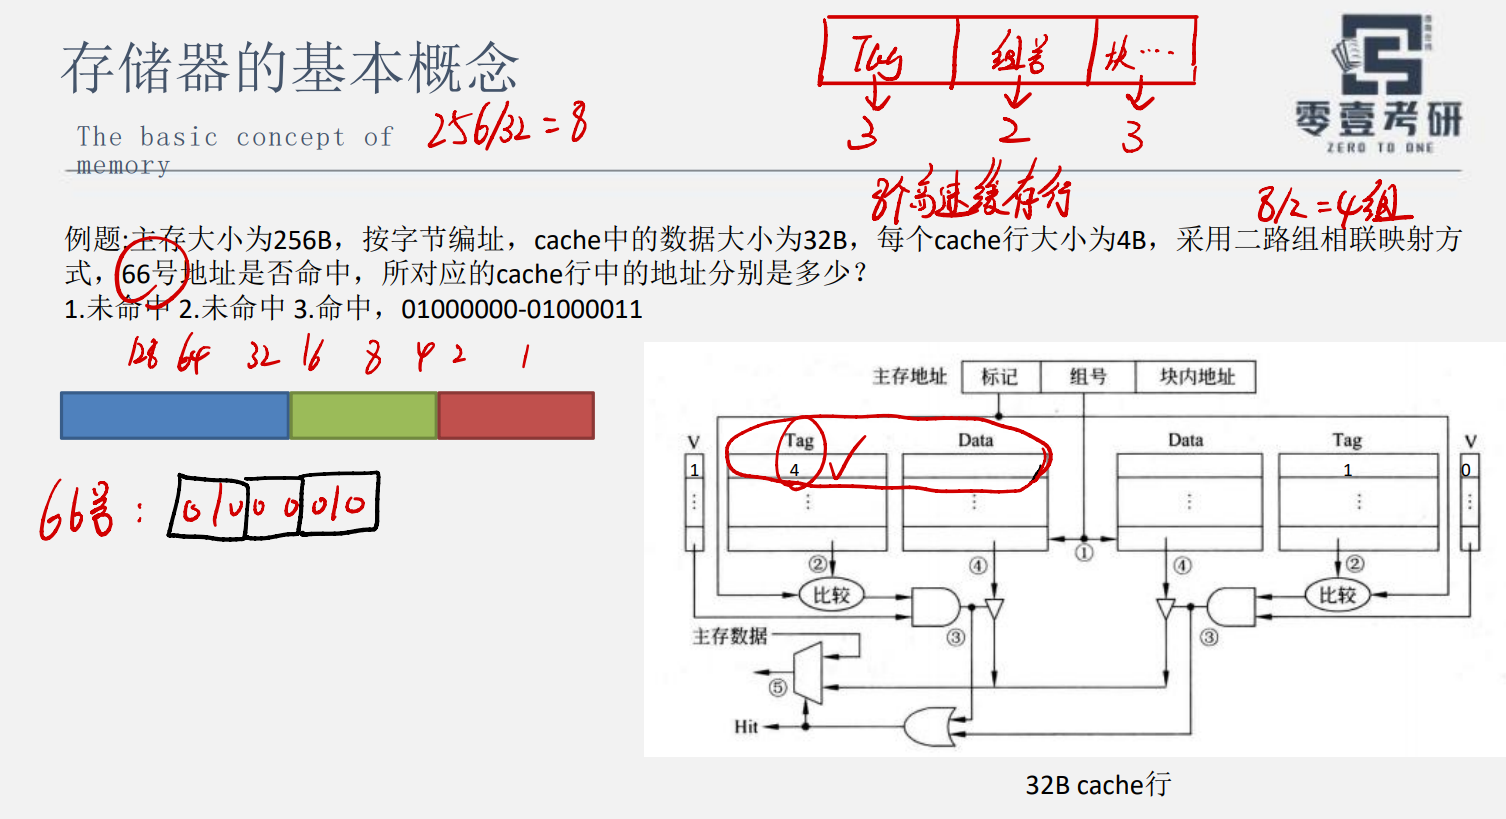 存储器的基本概念
The basic concept of
memory
256/32=8
Tag 组号 块…
3 2 3
零壹考研
ZERO TO ONE
8个高速缓存行
8/2=4组
例题:主存大小为256B，按字节编址，cache中的数据大小为32B，每个cache行大小为4B，采用二路组相联映射方
式，66号地址是否命中，所对应的cache行中的地址分别是多少？
1.未命中 2.未命中 3.命中，01000000-01000011
128 64 32 16 8 4 2 1
66号：01000010
主存地址 标记 组号 块内地址
V Tag Data Data Tag V
1 4 1 0
①
② ④ ④ ②
比较 比较
③ ③
主存数据
⑤
Hit
32B cache行